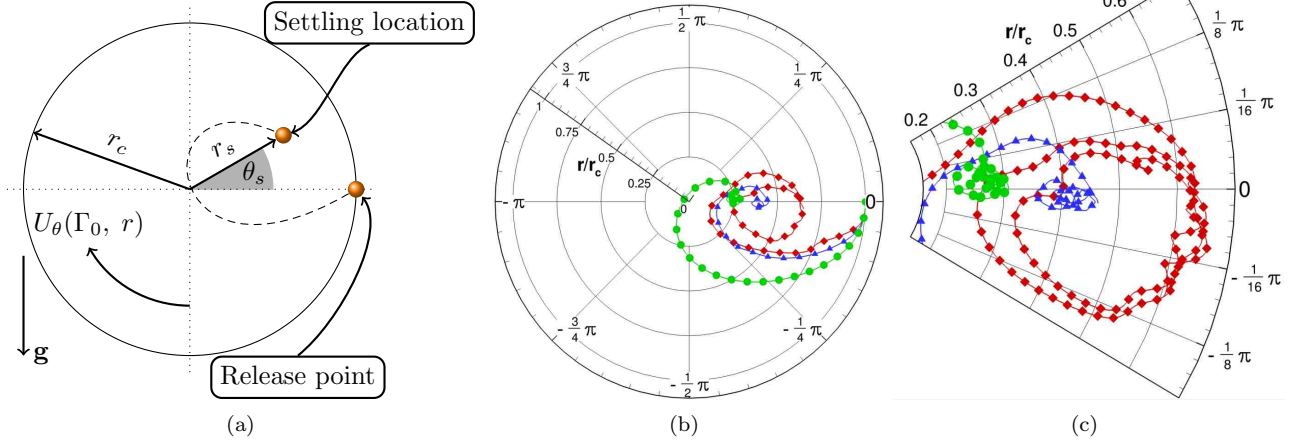 Settling location
r_c
r_s
θ_s
U_θ(Γ_0, r)
g
Release point
(a)
1/2 π
3/4 π
1/4 π
1
0.75
r/r_c
0.5
0.25
0
- π
0
- 3/4 π
- 1/4 π
- 1/2 π
(b)
0.6
1/8 π
r/r_c
0.5
0.4
0.3
0.2
1/16 π
0
- 1/16 π
- 1/8 π
(c)